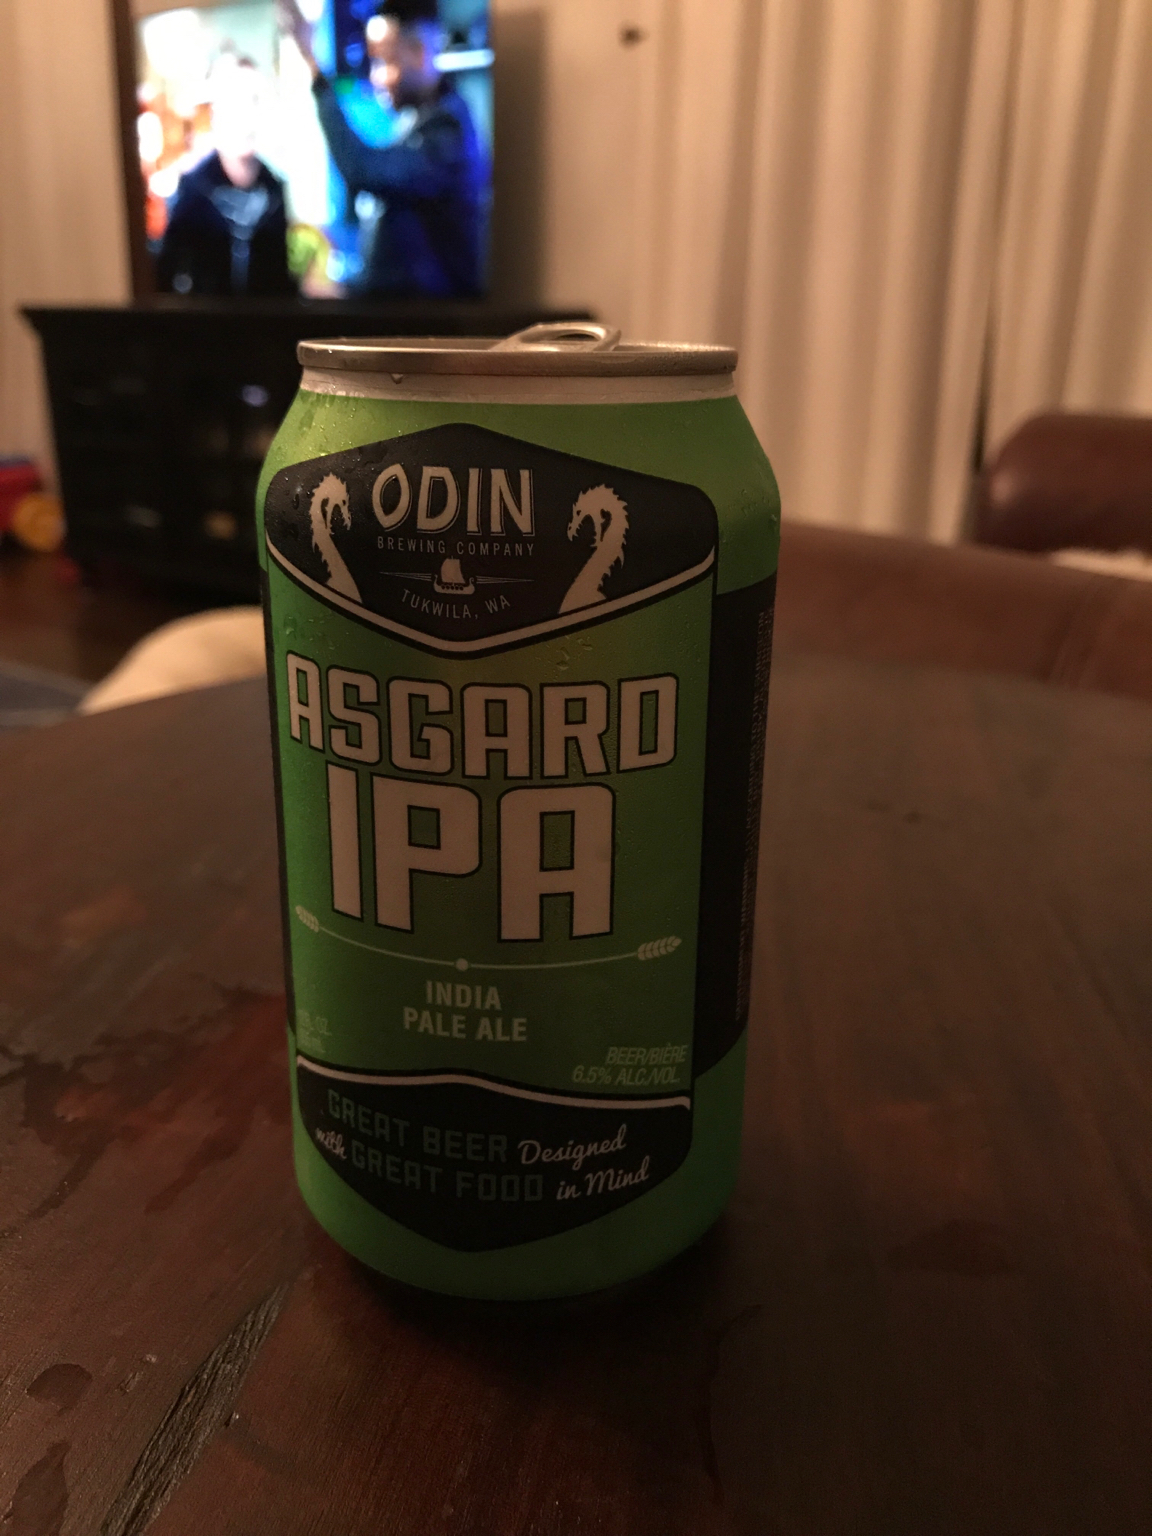 ODIN
BREWING COMPANY
TUKWILA, WA
ASGARD
IPA
INDIA
PALE ALE
BEER/BIÈRE
6.5% ALC./VOL.
GREAT BEER Designed
with GREAT FOOD in Mind